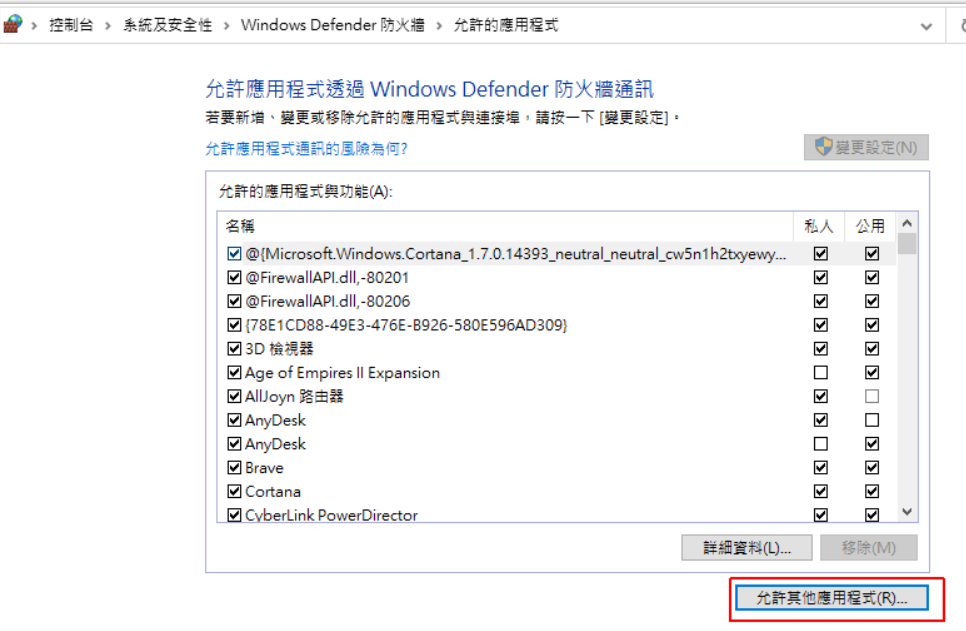 控制台 › 系統及安全性 › Windows Defender 防火牆 › 允許的應用程式
允許應用程式透過 Windows Defender 防火牆通訊
若要新增、變更或移除允許的應用程式與連接埠，請按一下 [變更設定]。
允許應用程式通訊的風險為何?
變更設定(N)
允許的應用程式與功能(A):
名稱 私人 公用
@{Microsoft.Windows.Cortana_1.7.0.14393_neutral_neutral_cw5n1h2txyewy...
@FirewallAPI.dll,-80201
@FirewallAPI.dll,-80206
{78E1CD88-49E3-476E-B926-580E596AD309}
3D 檢視器
Age of Empires II Expansion
AllJoyn 路由器
AnyDesk
AnyDesk
Brave
Cortana
CyberLink PowerDirector
詳細資料(L)... 移除(M)
允許其他應用程式(R)...